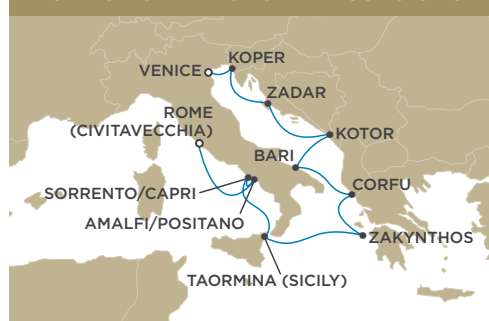 VENICE
KOPER
ZADAR
ROME
(CIVITAVECCHIA)
KOTOR
BARI
SORRENTO/CAPRI
CORFU
AMALFI/POSITANO
ZAKYNTHOS
TAORMINA (SICILY)